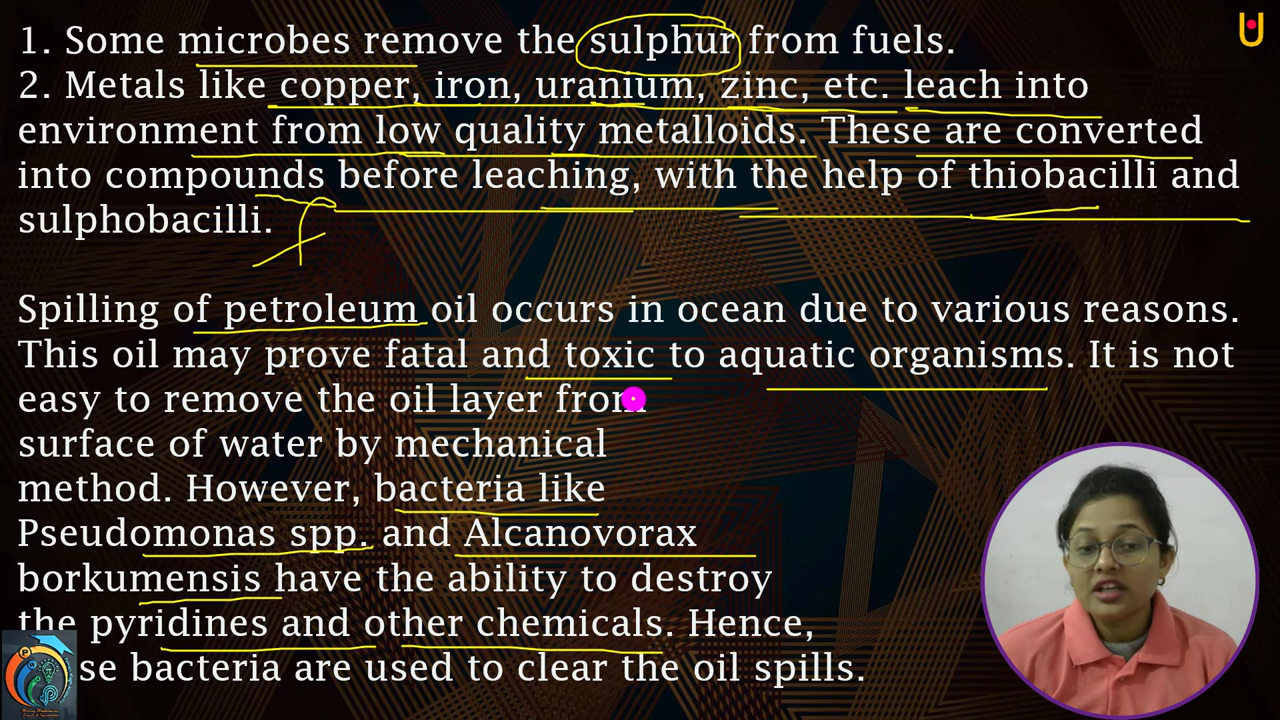 1. Some microbes remove the sulphur from fuels.
2. Metals like copper, iron, uranium, zinc, etc. leach into
environment from low quality metalloids. These are converted
into compounds before leaching, with the help of thiobacilli and
sulphobacilli.
Spilling of petroleum oil occurs in ocean due to various reasons.
This oil may prove fatal and toxic to aquatic organisms. It is not
easy to remove the oil layer from
surface of water by mechanical
method. However, bacteria like
Pseudomonas spp. and Alcanovorax
borkumensis have the ability to destroy
the pyridines and other chemicals. Hence,
se bacteria are used to clear the oil spills.